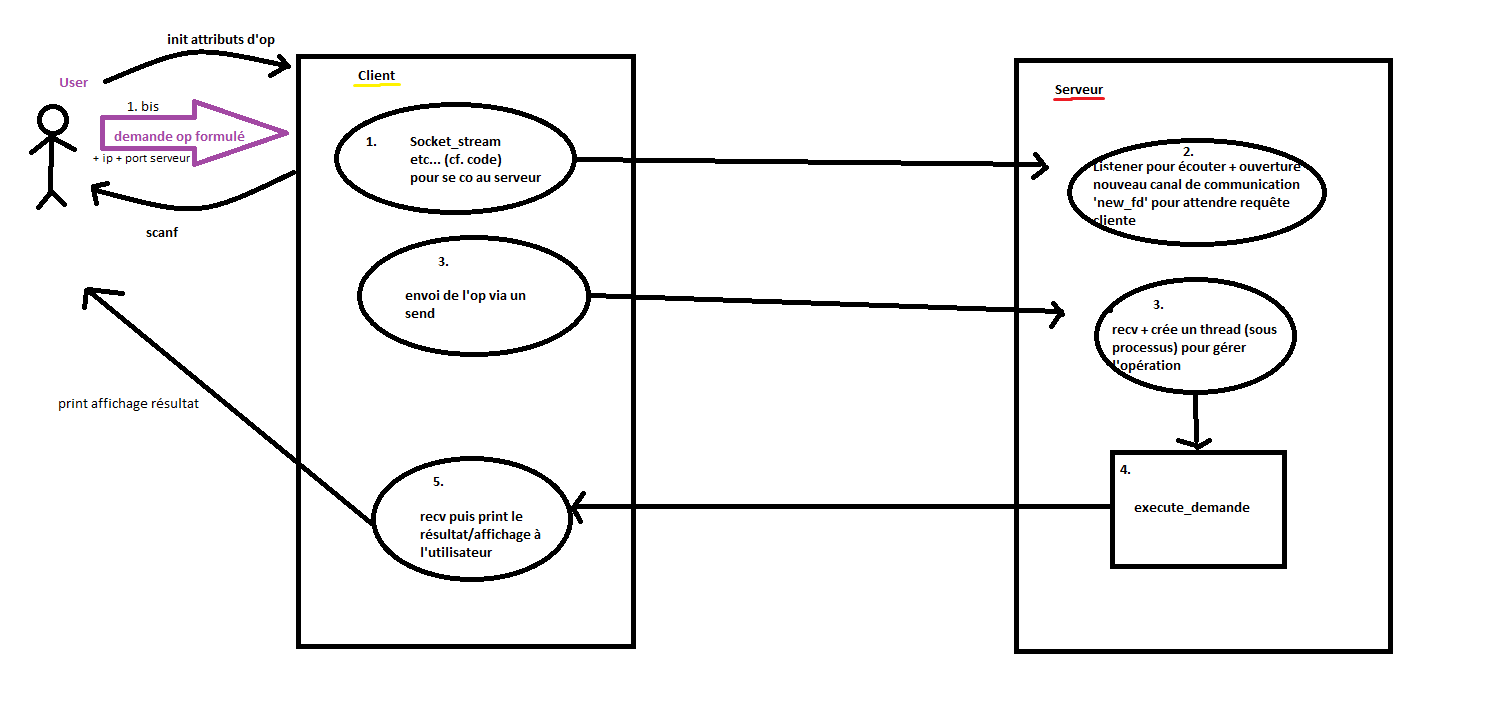 init attributs d'op
User
1. bis
demande op formulé
+ ip + port serveur
scanf
print affichage résultat
Client
1.
Socket_stream
etc... (cf. code)
pour se co au serveur
3.
envoi de l'op via un
send
5.
recv puis print le
résultat/affichage à
l'utilisateur
Serveur
2.
Listener pour écouter + ouverture
nouveau canal de communication
'new_fd' pour attendre requête
cliente
3.
recv + crée un thread (sous
processus) pour gérer
l'opération
4.
execute_demande